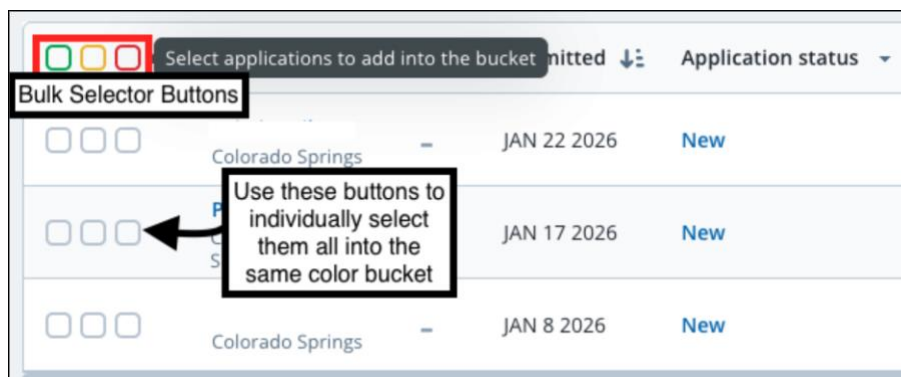 Select applications to add into the bucket mitted Application status
Bulk Selector Buttons
Colorado Springs – JAN 22 2026 New
Use these buttons to
individually select
them all into the
same color bucket
P
C
S
JAN 17 2026 New
Colorado Springs – JAN 8 2026 New